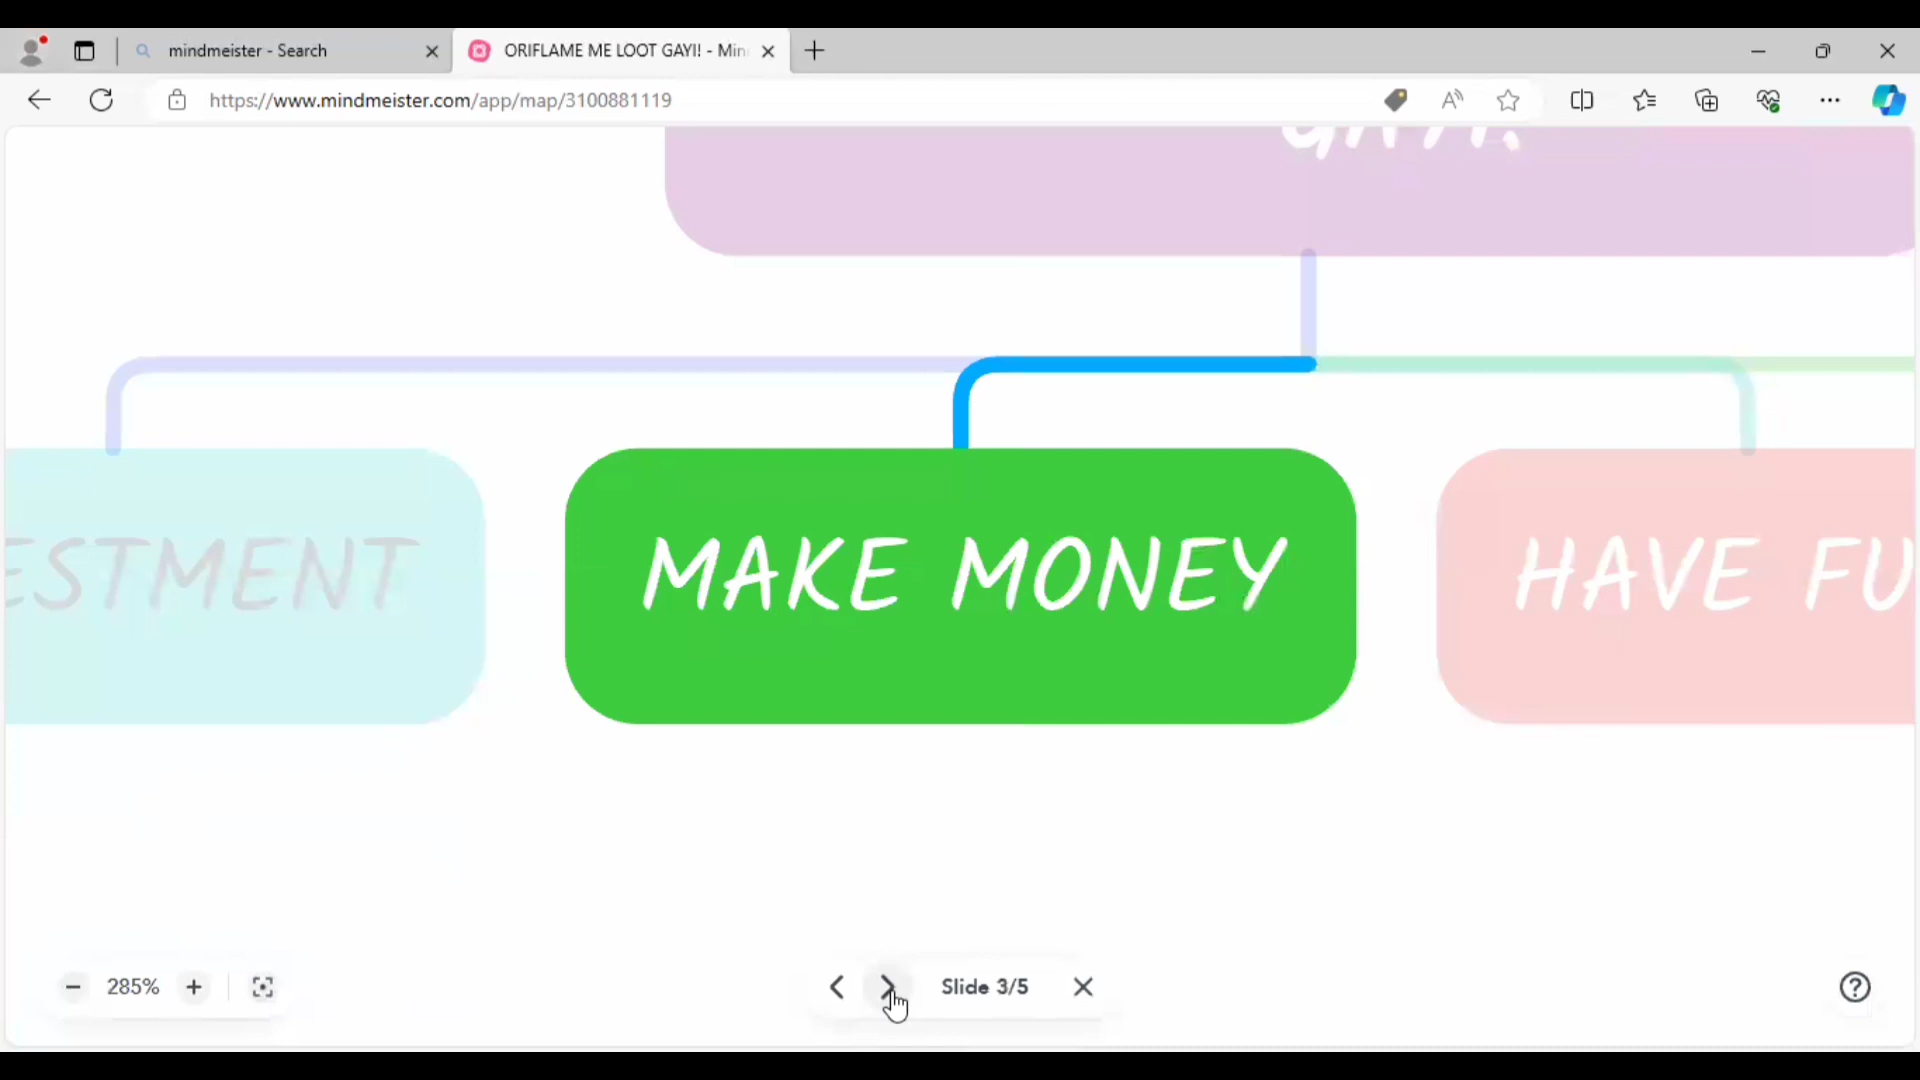 mindmeister - Search
ORIFLAME ME LOOT GAYI! - Min
https://www.mindmeister.com/app/map/3100881119
MAKE MONEY
ESTMENT
HAVE FU
285%
Slide 3/5